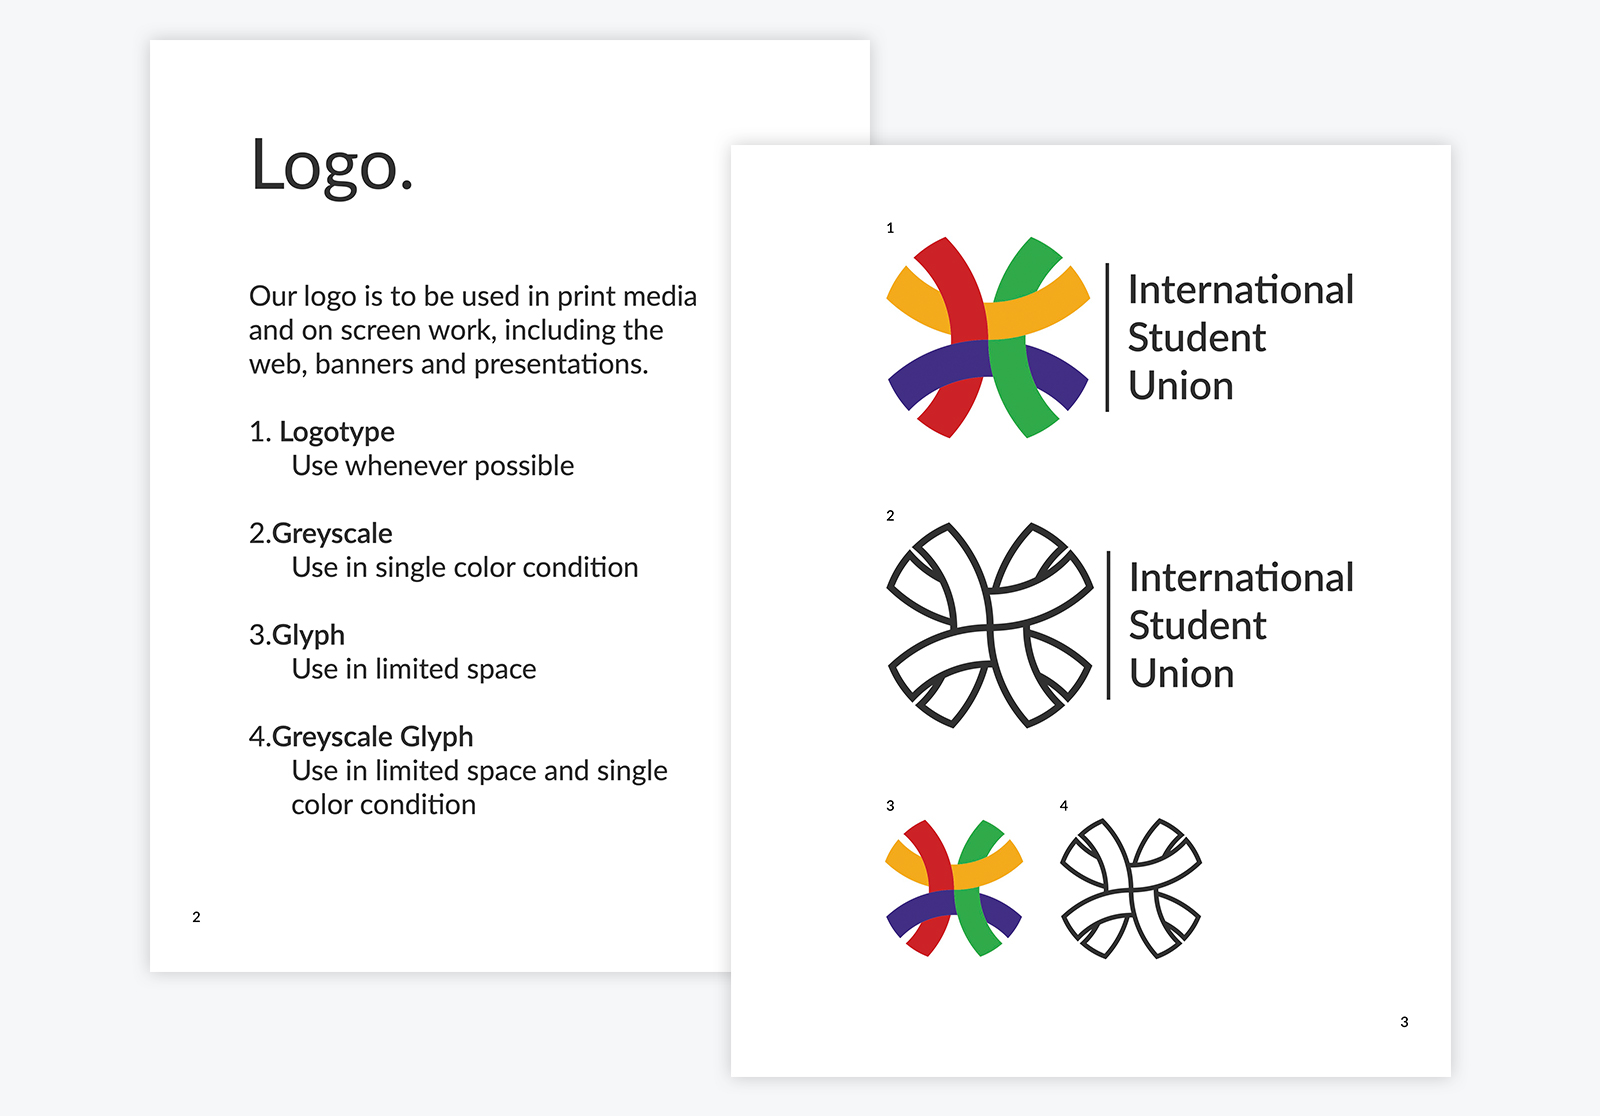 Logo.
Our logo is to be used in print media
and on screen work, including the
web, banners and presentations.
1. Logotype
Use whenever possible
2.Greyscale
Use in single color condition
3.Glyph
Use in limited space
4.Greyscale Glyph
Use in limited space and single
color condition
2
1
International
Student
Union
2
International
Student
Union
3
4
3